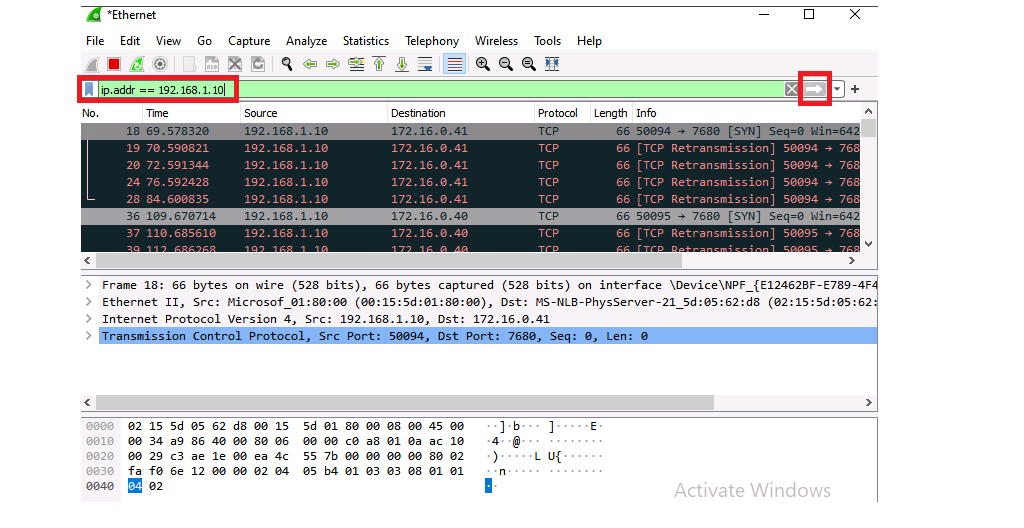 *Ethernet
File Edit View Go Capture Analyze Statistics Telephony Wireless Tools Help
ip.addr == 192.168.1.10
No. Time Source Destination Protocol Length Info
18 69.578320 192.168.1.10 172.16.0.41 TCP 66 50094 → 7680 [SYN] Seq=0 Win=642
19 70.590821 192.168.1.10 172.16.0.41 TCP 66 [TCP Retransmission] 50094 → 768
20 72.591344 192.168.1.10 172.16.0.41 TCP 66 [TCP Retransmission] 50094 → 768
24 76.592428 192.168.1.10 172.16.0.41 TCP 66 [TCP Retransmission] 50094 → 768
28 84.600835 192.168.1.10 172.16.0.41 TCP 66 [TCP Retransmission] 50094 → 768
36 109.670714 192.168.1.10 172.16.0.40 TCP 66 50095 → 7680 [SYN] Seq=0 Win=642
37 110.685610 192.168.1.10 172.16.0.40 TCP 66 [TCP Retransmission] 50095 → 768
39 112.686268 192.168.1.10 172.16.0.40 TCP 66 [TCP Retransmission] 50095 → 768
Frame 18: 66 bytes on wire (528 bits), 66 bytes captured (528 bits) on interface \Device\NPF_{E12462BF-E789-4F4
Ethernet II, Src: Microsof_01:80:00 (00:15:5d:01:80:00), Dst: MS-NLB-PhysServer-21_5d:05:62:d8 (02:15:5d:05:62:
Internet Protocol Version 4, Src: 192.168.1.10, Dst: 172.16.0.41
Transmission Control Protocol, Src Port: 50094, Dst Port: 7680, Seq: 0, Len: 0
0000 02 15 5d 05 62 d8 00 15 5d 01 80 00 08 00 45 00 ··]·b··· ]·····E·
0010 00 34 a9 86 40 00 80 06 00 00 c0 a8 01 0a ac 10 ·4··@··· ········
0020 00 29 c3 ae 1e 00 ea 4c 55 7b 00 00 00 00 80 02 ·)·····L U{······
0030 fa f0 6e 12 00 00 02 04 05 b4 01 03 03 08 01 01 ··n····· ········
0040 04 02 ··
Activate Windows